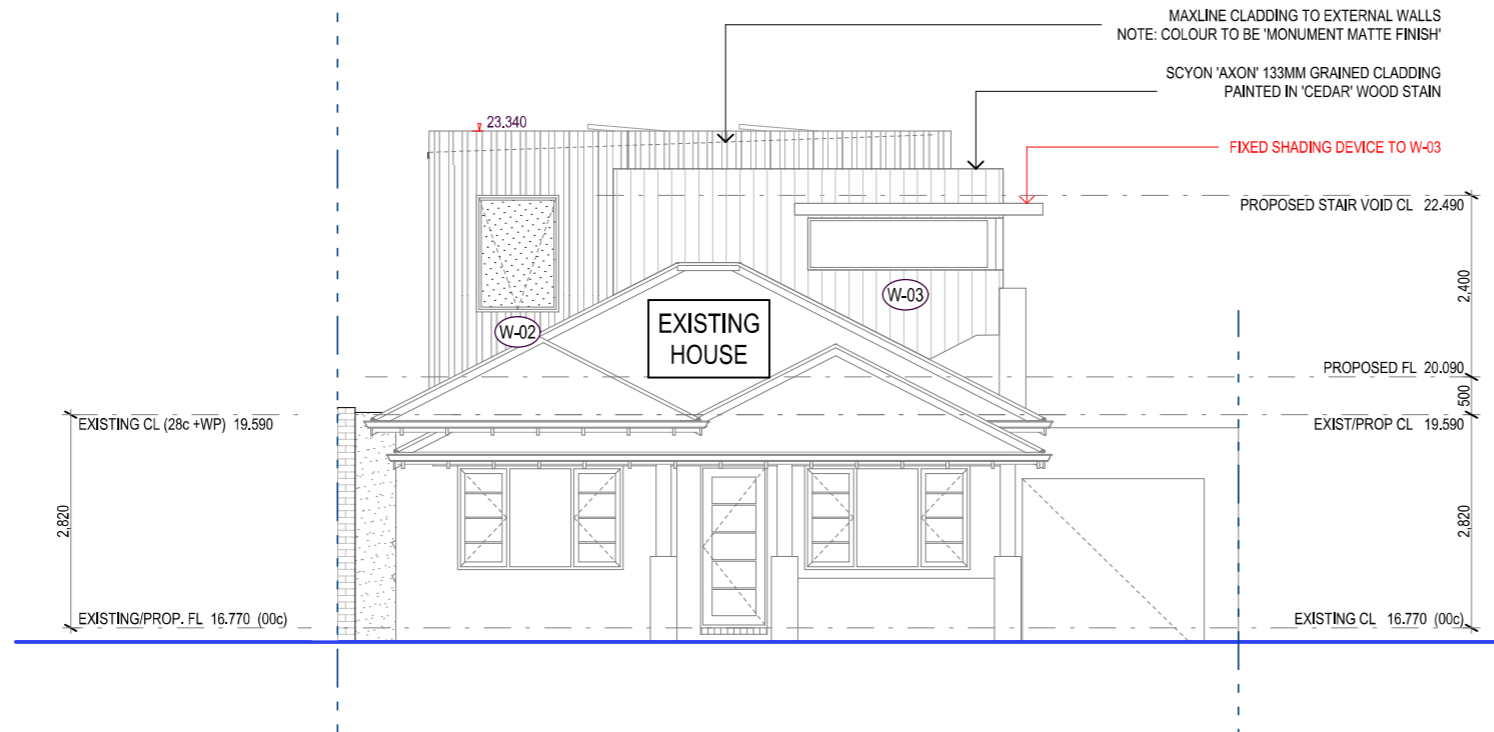 MAXLINE CLADDING TO EXTERNAL WALLS
NOTE: COLOUR TO BE 'MONUMENT MATTE FINISH'
SCYON 'AXON' 133MM GRAINED CLADDING
PAINTED IN 'CEDAR' WOOD STAIN
23.340
FIXED SHADING DEVICE TO W-03
PROPOSED STAIR VOID CL 22.490
2,400
W-03
W-02
EXISTING
HOUSE
PROPOSED FL 20.090
500
EXISTING CL (28c +WP) 19.590
EXIST/PROP CL 19.590
2,820
2,820
EXISTING/PROP. FL 16.770 (00c)
EXISTING CL 16.770 (00c)